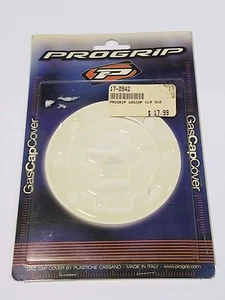 PROGRIP
P
17-0942
PROGRIP GASCAP CLR SUZ
$ 17.99
GasCapCover
GasCapCover
GAS CAP COVER BY PLASTICHE CASSANO - MADE IN ITALY - www.progrip.com